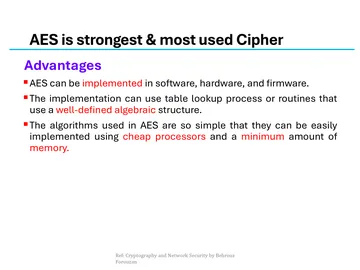 AES is strongest & most used Cipher
Advantages
▪AES can be implemented in software, hardware, and firmware.
▪The implementation can use table lookup process or routines that
use a well-defined algebraic structure.
▪The algorithms used in AES are so simple that they can be easily
implemented using cheap processors and a minimum amount of
memory.
Ref: Cryptography and Network Security by Behrouz
Forouzan